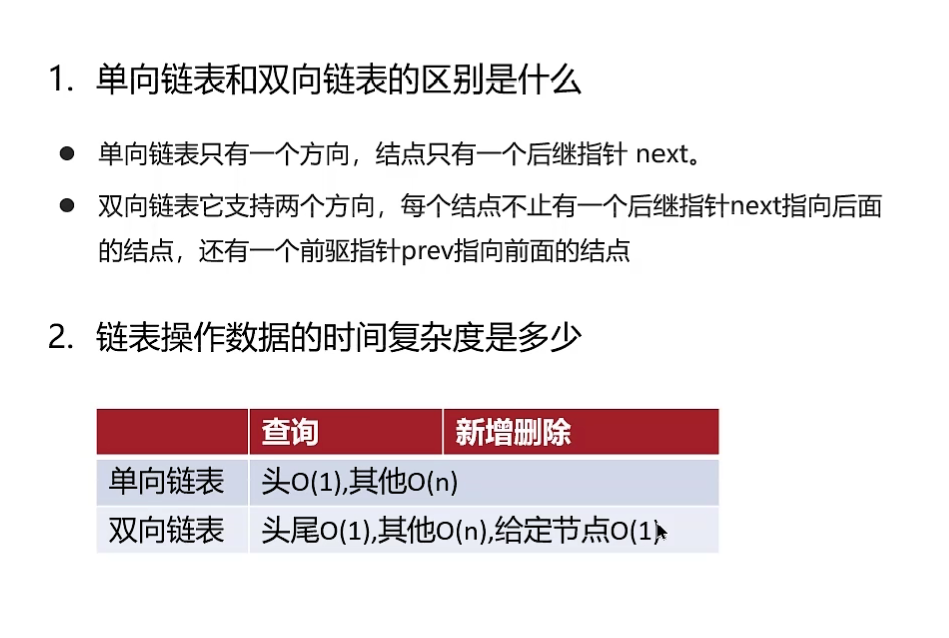 1. 单向链表和双向链表的区别是什么
● 单向链表只有一个方向，结点只有一个后继指针 next。
● 双向链表它支持两个方向，每个结点不止有一个后继指针next指向后面
的结点，还有一个前驱指针prev指向前面的结点
2. 链表操作数据的时间复杂度是多少
查询 新增删除
单向链表 头O(1),其他O(n)
双向链表 头尾O(1),其他O(n),给定节点O(1)